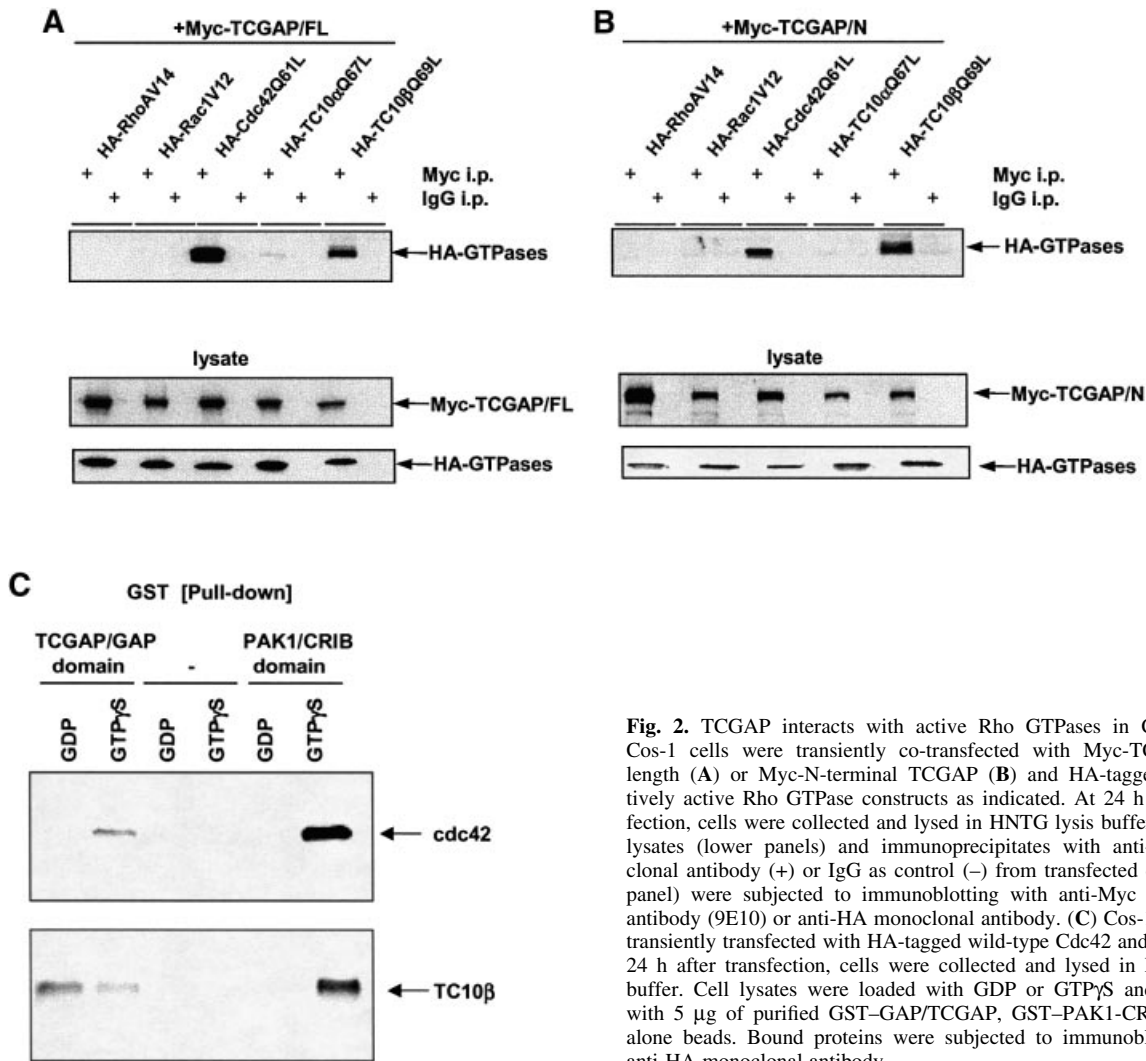 A
+Myc-TCGAP/FL
HA-RhoAV14
HA-Rac1V12
HA-Cdc42Q61L
HA-TC10αQ67L
HA-TC10βQ69L
+ + + + + Myc i.p.
+ + + + + IgG i.p.
HA-GTPases
lysate
Myc-TCGAP/FL
HA-GTPases
B
+Myc-TCGAP/N
HA-RhoAV14
HA-Rac1V12
HA-Cdc42Q61L
HA-TC10αQ67L
HA-TC10βQ69L
+ + + + + Myc i.p.
+ + + + + IgG i.p.
HA-GTPases
lysate
Myc-TCGAP/N
HA-GTPases
C
GST [Pull-down]
TCGAP/GAP domain
-
PAK1/CRIB domain
GDP GTPγS GDP GTPγS GDP GTPγS
cdc42
TC10β
Fig. 2. TCGAP interacts with active Rho GTPases in
Cos-1 cells were transiently co-transfected with Myc-
length (A) or Myc-N-terminal TCGAP (B) and HA-tagge
tively active Rho GTPase constructs as indicated. At 24 h
fection, cells were collected and lysed in HNTG lysis buffe
lysates (lower panels) and immunoprecipitates with anti-
clonal antibody (+) or IgG as control (–) from transfected
panel) were subjected to immunoblotting with anti-Myc
antibody (9E10) or anti-HA monoclonal antibody. (C) Cos-
transiently transfected with HA-tagged wild-type Cdc42 and
24 h after transfection, cells were collected and lysed in
buffer. Cell lysates were loaded with GDP or GTPγS and
with 5 μg of purified GST–GAP/TCGAP, GST–PAK1-CR
alone beads. Bound proteins were subjected to immunobl
anti-HA monoclonal antibody